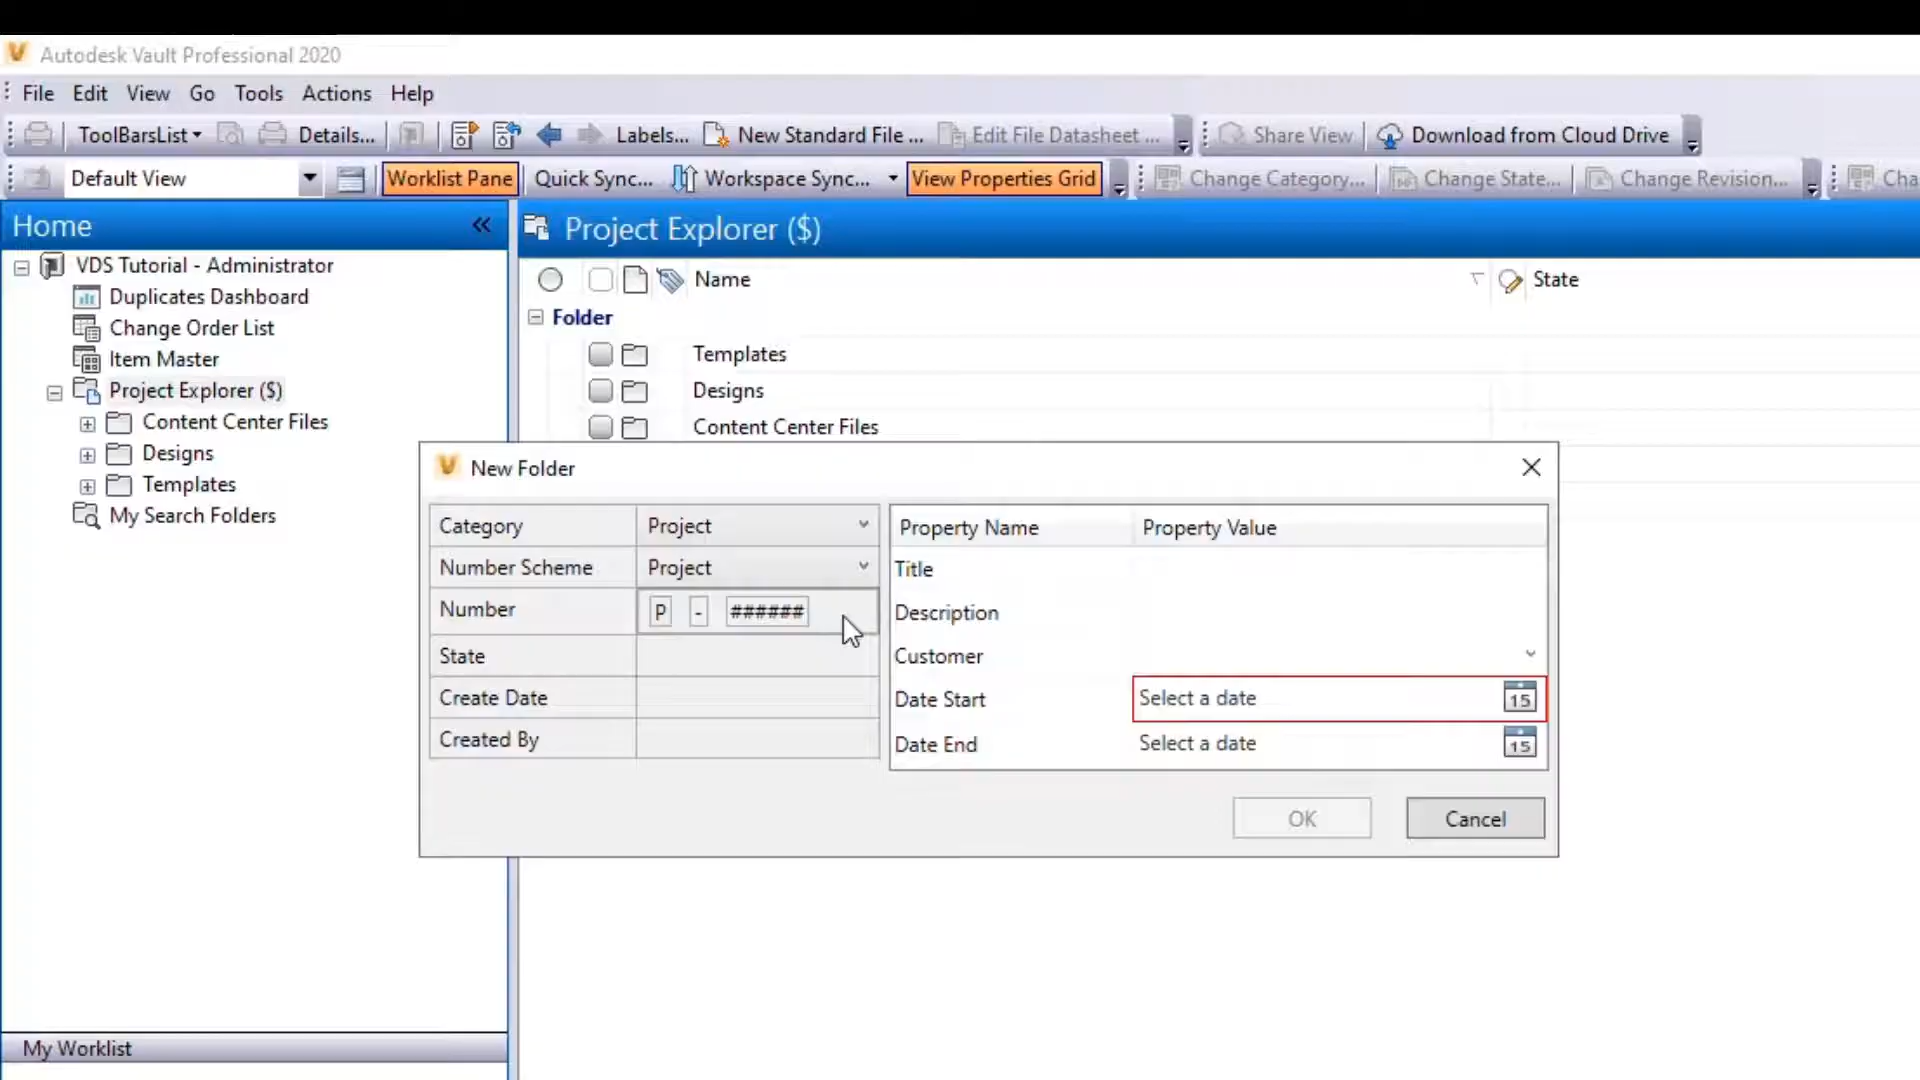 Autodesk Vault Professional 2020
File Edit View Go Tools Actions Help
ToolBarsList Details... Labels... New Standard File ... Edit File Datasheet ... Share View Download from Cloud Drive
Default View Worklist Pane Quick Sync... Workspace Sync... View Properties Grid Change Category... Change State... Change Revision... Cha
Home
Project Explorer ($)
VDS Tutorial - Administrator
Duplicates Dashboard
Change Order List
Item Master
Project Explorer ($)
Content Center Files
Designs
Templates
My Search Folders
Name State
Folder
Templates
Designs
Content Center Files
New Folder
Category Project
Number Scheme Project
Number P - ######
State
Create Date
Created By
Property Name Property Value
Title
Description
Customer
Date Start Select a date 15
Date End Select a date 15
OK Cancel
My Worklist